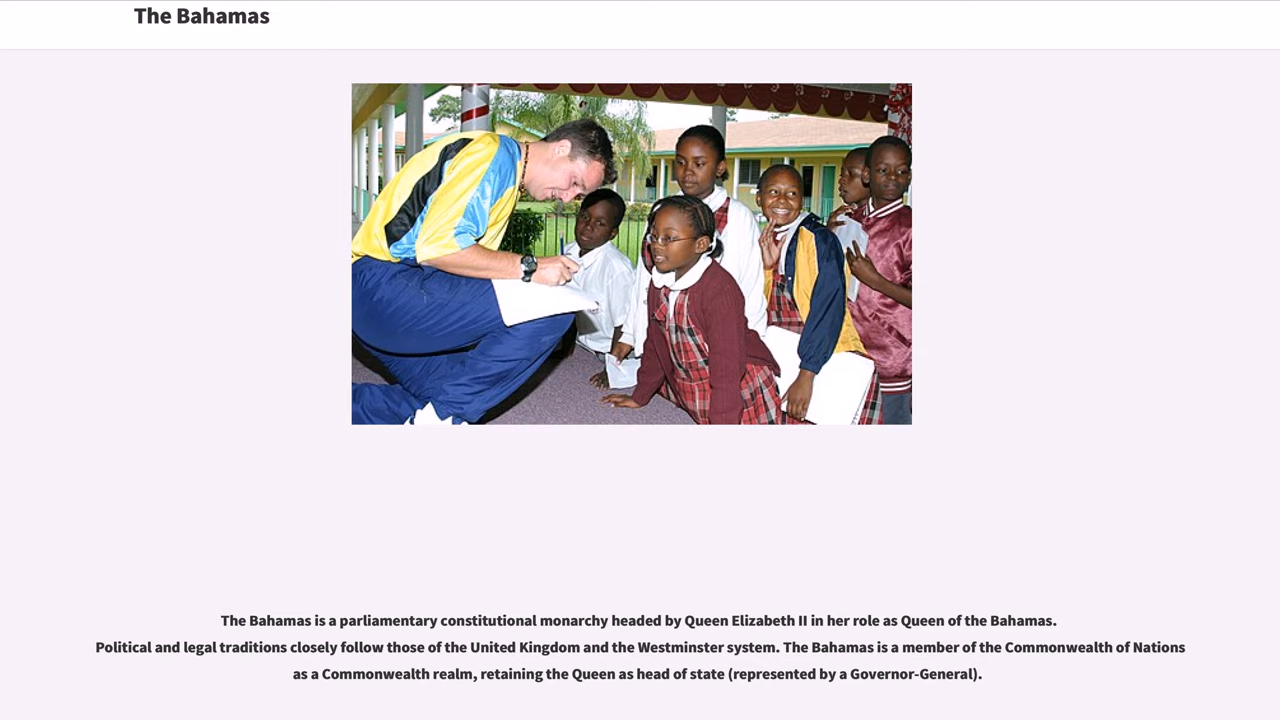 The Bahamas
The Bahamas is a parliamentary constitutional monarchy headed by Queen Elizabeth II in her role as Queen of the Bahamas.
Political and legal traditions closely follow those of the United Kingdom and the Westminster system. The Bahamas is a member of the Commonwealth of Nations
as a Commonwealth realm, retaining the Queen as head of state (represented by a Governor-General).